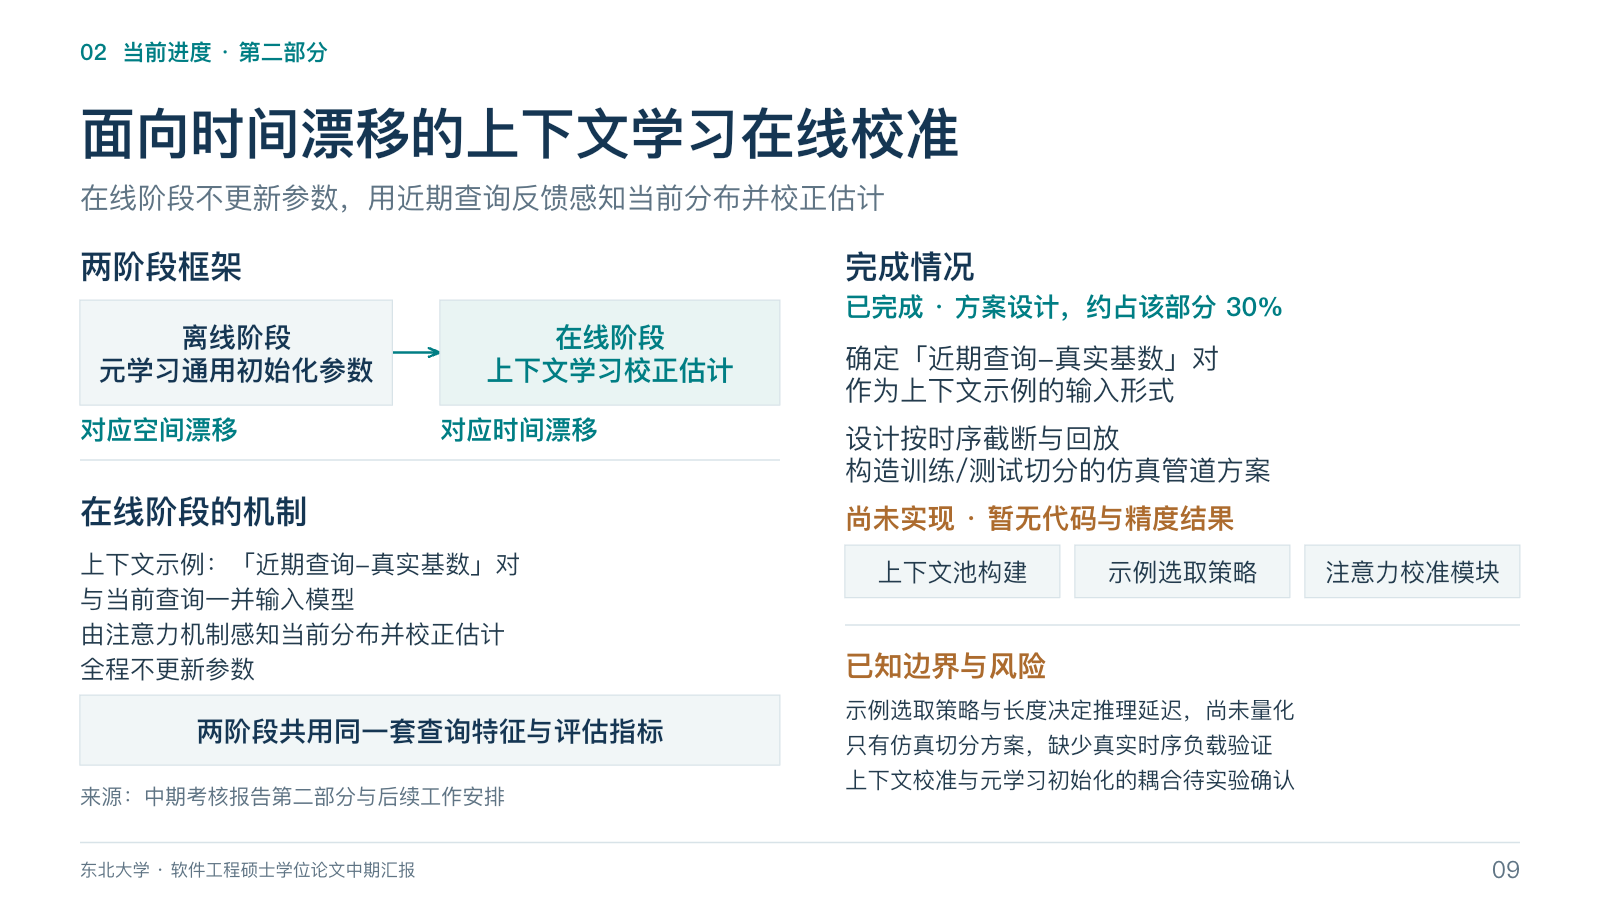 02 当前进度 · 第二部分
面向时间漂移的上下文学习在线校准
在线阶段不更新参数，用近期查询反馈感知当前分布并校正估计
两阶段框架
离线阶段
元学习通用初始化参数
在线阶段
上下文学习校正估计
对应空间漂移
对应时间漂移
在线阶段的机制
上下文示例：「近期查询–真实基数」对
与当前查询一并输入模型
由注意力机制感知当前分布并校正估计
全程不更新参数
两阶段共用同一套查询特征与评估指标
来源：中期考核报告第二部分与后续工作安排
完成情况
已完成 · 方案设计，约占该部分 30%
确定「近期查询–真实基数」对
作为上下文示例的输入形式
设计按时序截断与回放
构造训练/测试切分的仿真管道方案
尚未实现 · 暂无代码与精度结果
上下文池构建
示例选取策略
注意力校准模块
已知边界与风险
示例选取策略与长度决定推理延迟，尚未量化
只有仿真切分方案，缺少真实时序负载验证
上下文校准与元学习初始化的耦合待实验确认
东北大学 · 软件工程硕士学位论文中期汇报
09